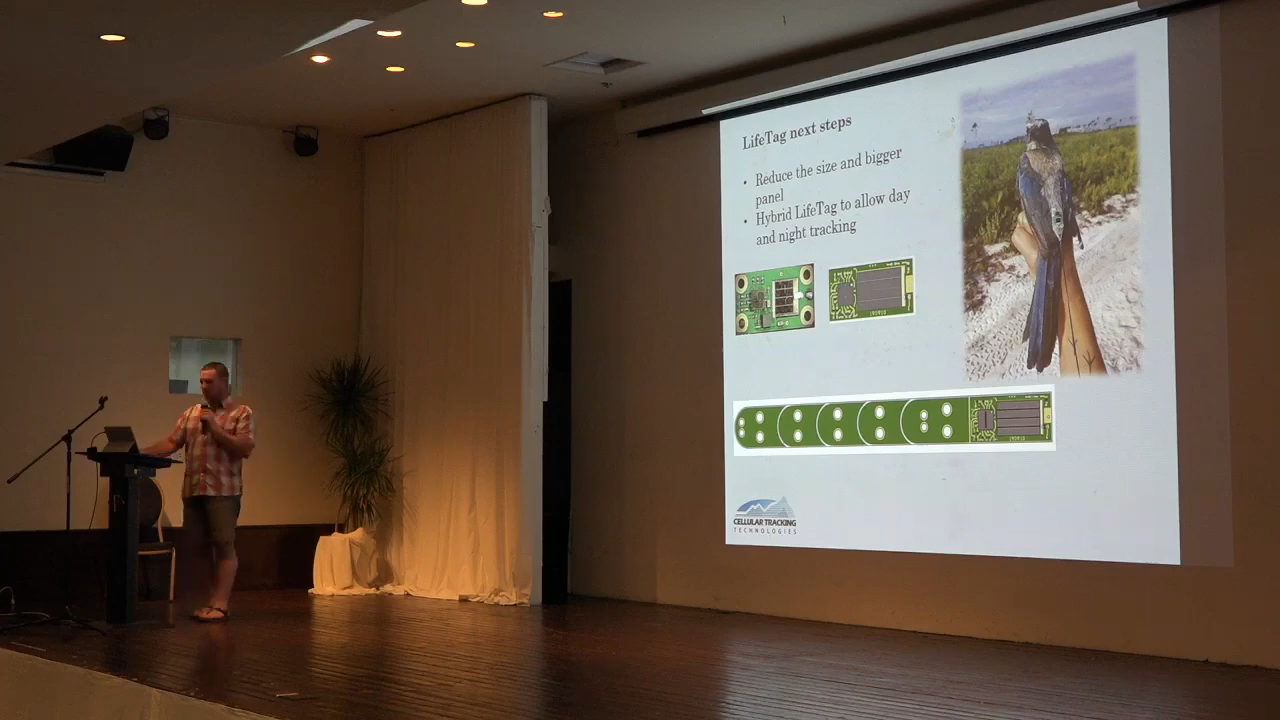 LifeTag next steps
• Reduce the size and bigger
panel
• Hybrid LifeTag to allow day
and night tracking
CELLULAR TRACKING
TECHNOLOGIES